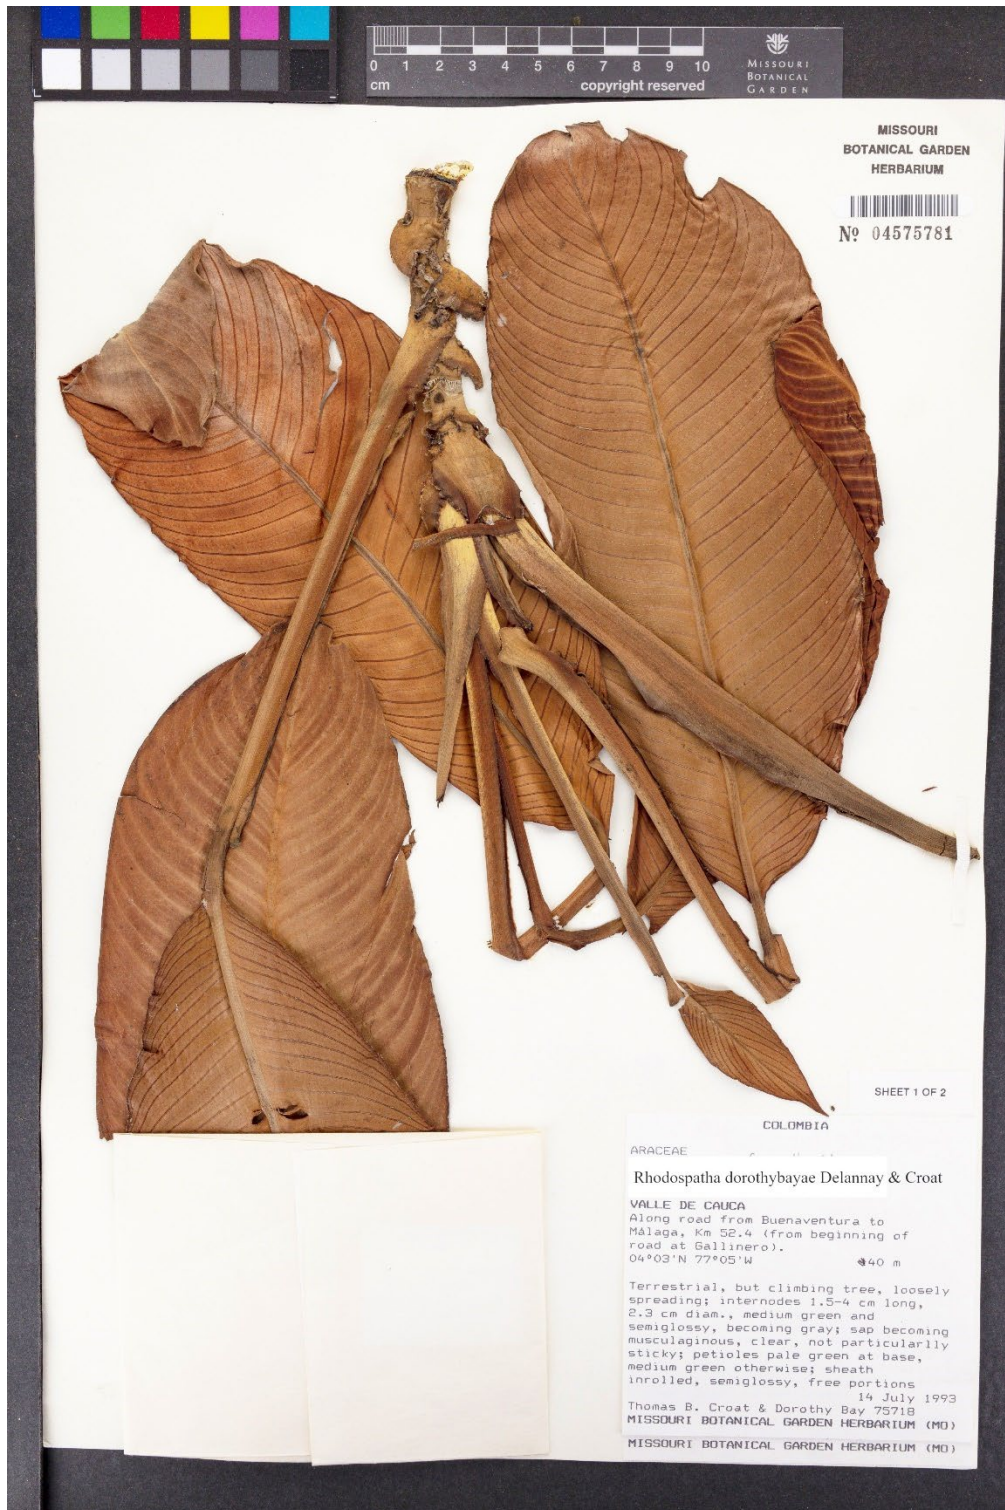 0 1 2 3 4 5 6 7 8 9 10
cm
copyright reserved
MISSOURI
BOTANICAL
GARDEN
MISSOURI
BOTANICAL GARDEN
HERBARIUM
No 04575781
SHEET 1 OF 2
COLOMBIA
ARACEAE
Rhodospatha dorothybayae Delannay & Croat
VALLE DE CAUCA
Along road from Buenaventura to
Málaga, Km 52.4 (from beginning of
road at Gallinero).
04°03'N 77°05'W 40 m
Terrestrial, but climbing tree, loosely
spreading; internodes 1.5-4 cm long,
2.3 cm diam., medium green and
semiglossy, becoming gray; sap becoming
musculaginous, clear, not particularlly
sticky; petioles pale green at base,
medium green otherwise; sheath
inrolled, semiglossy, free portions
14 July 1993
Thomas B. Croat & Dorothy Bay 75718
MISSOURI BOTANICAL GARDEN HERBARIUM (MO)
MISSOURI BOTANICAL GARDEN HERBARIUM (MO)